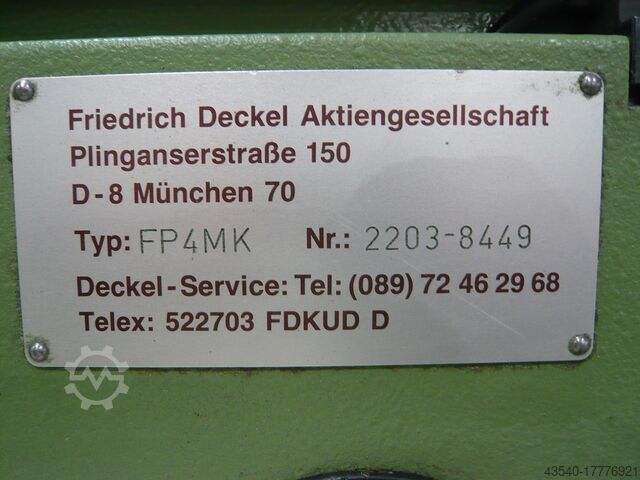 Friedrich Deckel Aktiengesellschaft
Plinganserstraße 150
D-8 München 70
Typ: FP4MK Nr.: 2203-8449
Deckel-Service: Tel: (089) 72 46 29 68
Telex: 522703 FDKUD D
43540-17776921